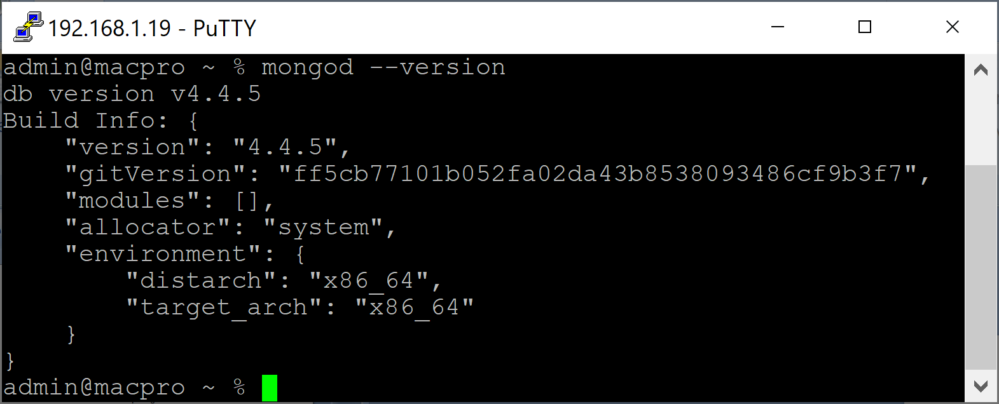 192.168.1.19 - PuTTY
admin@macpro ~ % mongod --version
db version v4.4.5
Build Info: {
    "version": "4.4.5",
    "gitVersion": "ff5cb77101b052fa02da43b8538093486cf9b3f7",
    "modules": [],
    "allocator": "system",
    "environment": {
        "distarch": "x86_64",
        "target_arch": "x86_64"
    }
}
admin@macpro ~ %